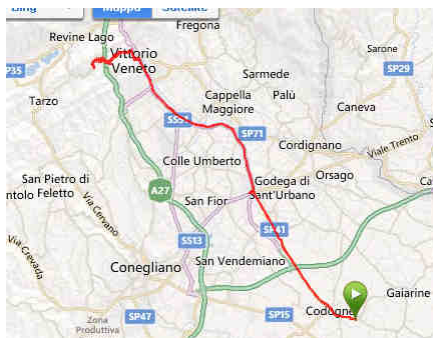 Bing
Mappa
Satellite
Fregona
Revine Lago
Sarone
Vittorio
Veneto
SP35
SP29
Sarmede
Tarzo
Cappella
Maggiore
Palù
Caneva
SS51
SP71
Cordignano
Viale Trento
Colle Umberto
San Pietro di
Feletto
Orsago
Godega di
Sant'Urbano
A27
San Fior
Via Cervano
Via Crevada
SS13
SP41
San Vendemiano
Conegliano
Gaiarine
SP47
SP15
Codognè
Zona
Produttiva